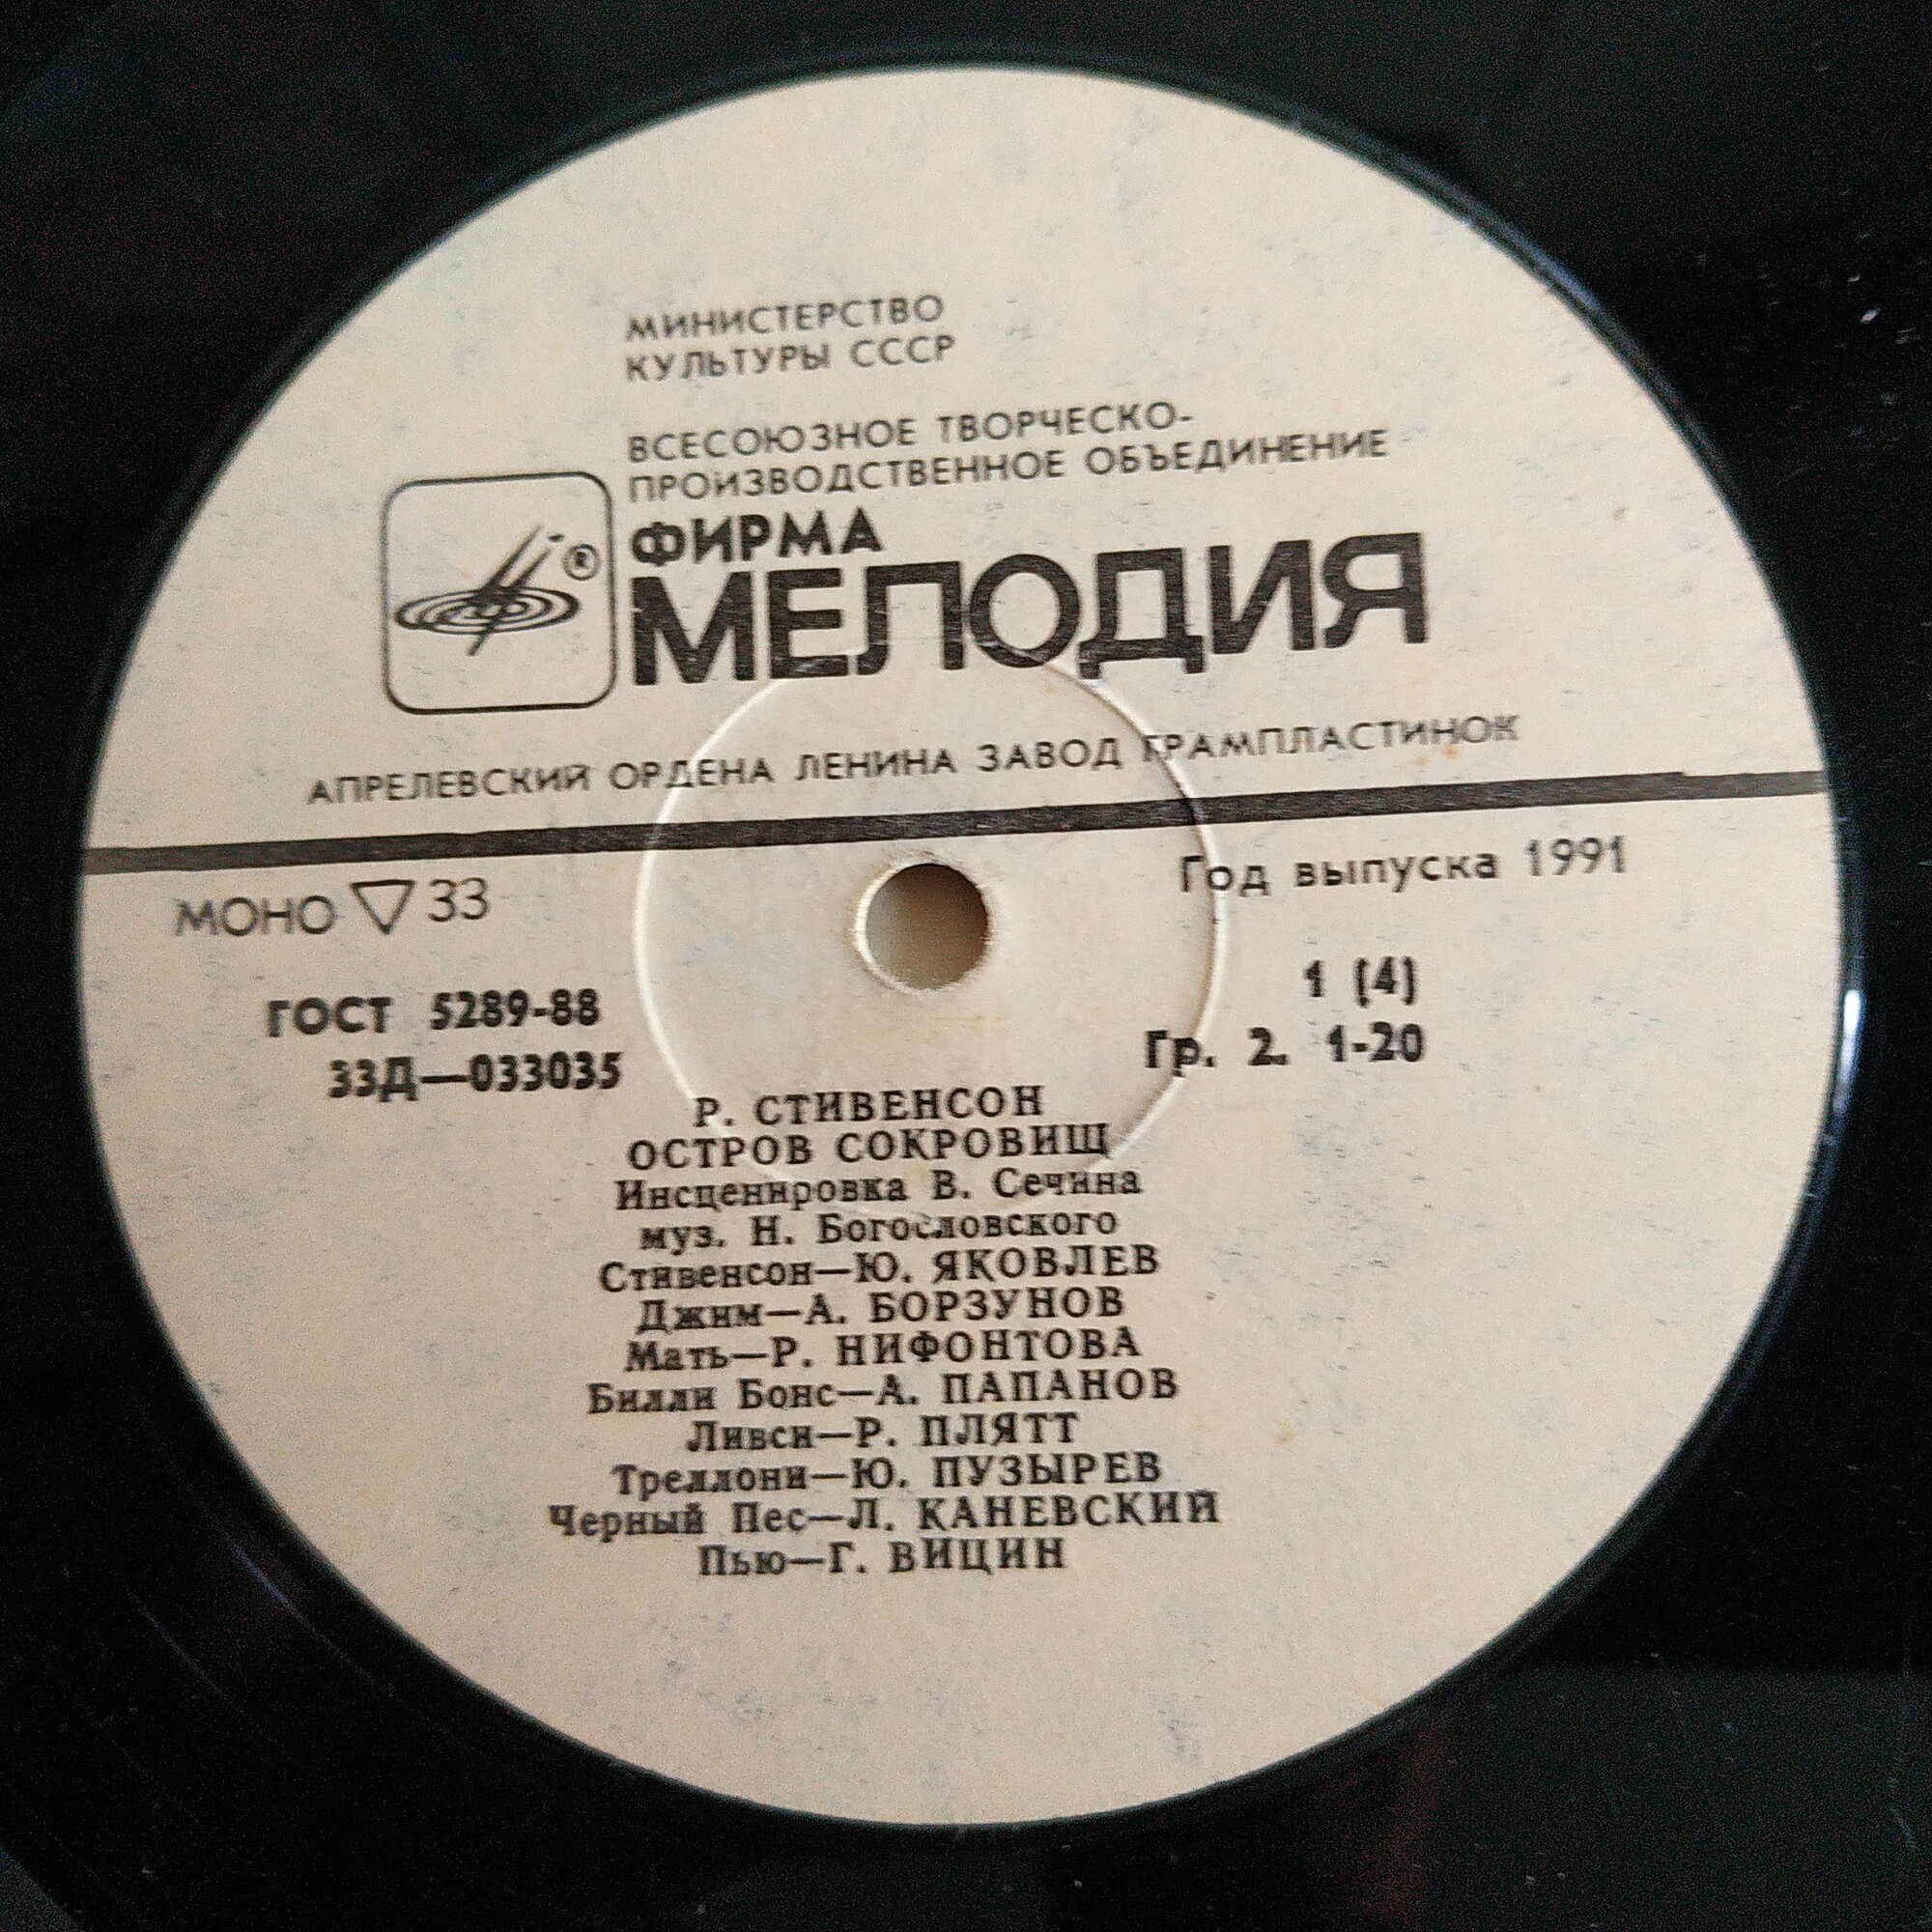 МИНИСТЕРСТВО
КУЛЬТУРЫ СССР
ВСЕСОЮЗНОЕ ТВОРЧЕСКО-
ПРОИЗВОДСТВЕННОЕ ОБЪЕДИНЕНИЕ
ФИРМА
МЕЛОДИЯ
®
АПРЕЛЕВСКИЙ ОРДЕНА ЛЕНИНА ЗАВОД ГРАМПЛАСТИНОК
МОНО ▽ 33
Год выпуска 1991
ГОСТ 5289-88
33Д—033035
1 (4)
Гр. 2. 1-20
Р. СТИВЕНСОН
ОСТРОВ СОКРОВИЩ
Инсценировка В. Сечина
муз. Н. Богословского
Стивенсон—Ю. ЯКОВЛЕВ
Джим—А. БОРЗУНОВ
Мать—Р. НИФОНТОВА
Билли Бонс—А. ПАПАНОВ
Ливси—Р. ПЛЯТТ
Треллони—Ю. ПУЗЫРЕВ
Черный Пес—Л. КАНЕВСКИЙ
Пью—Г. ВИЦИН